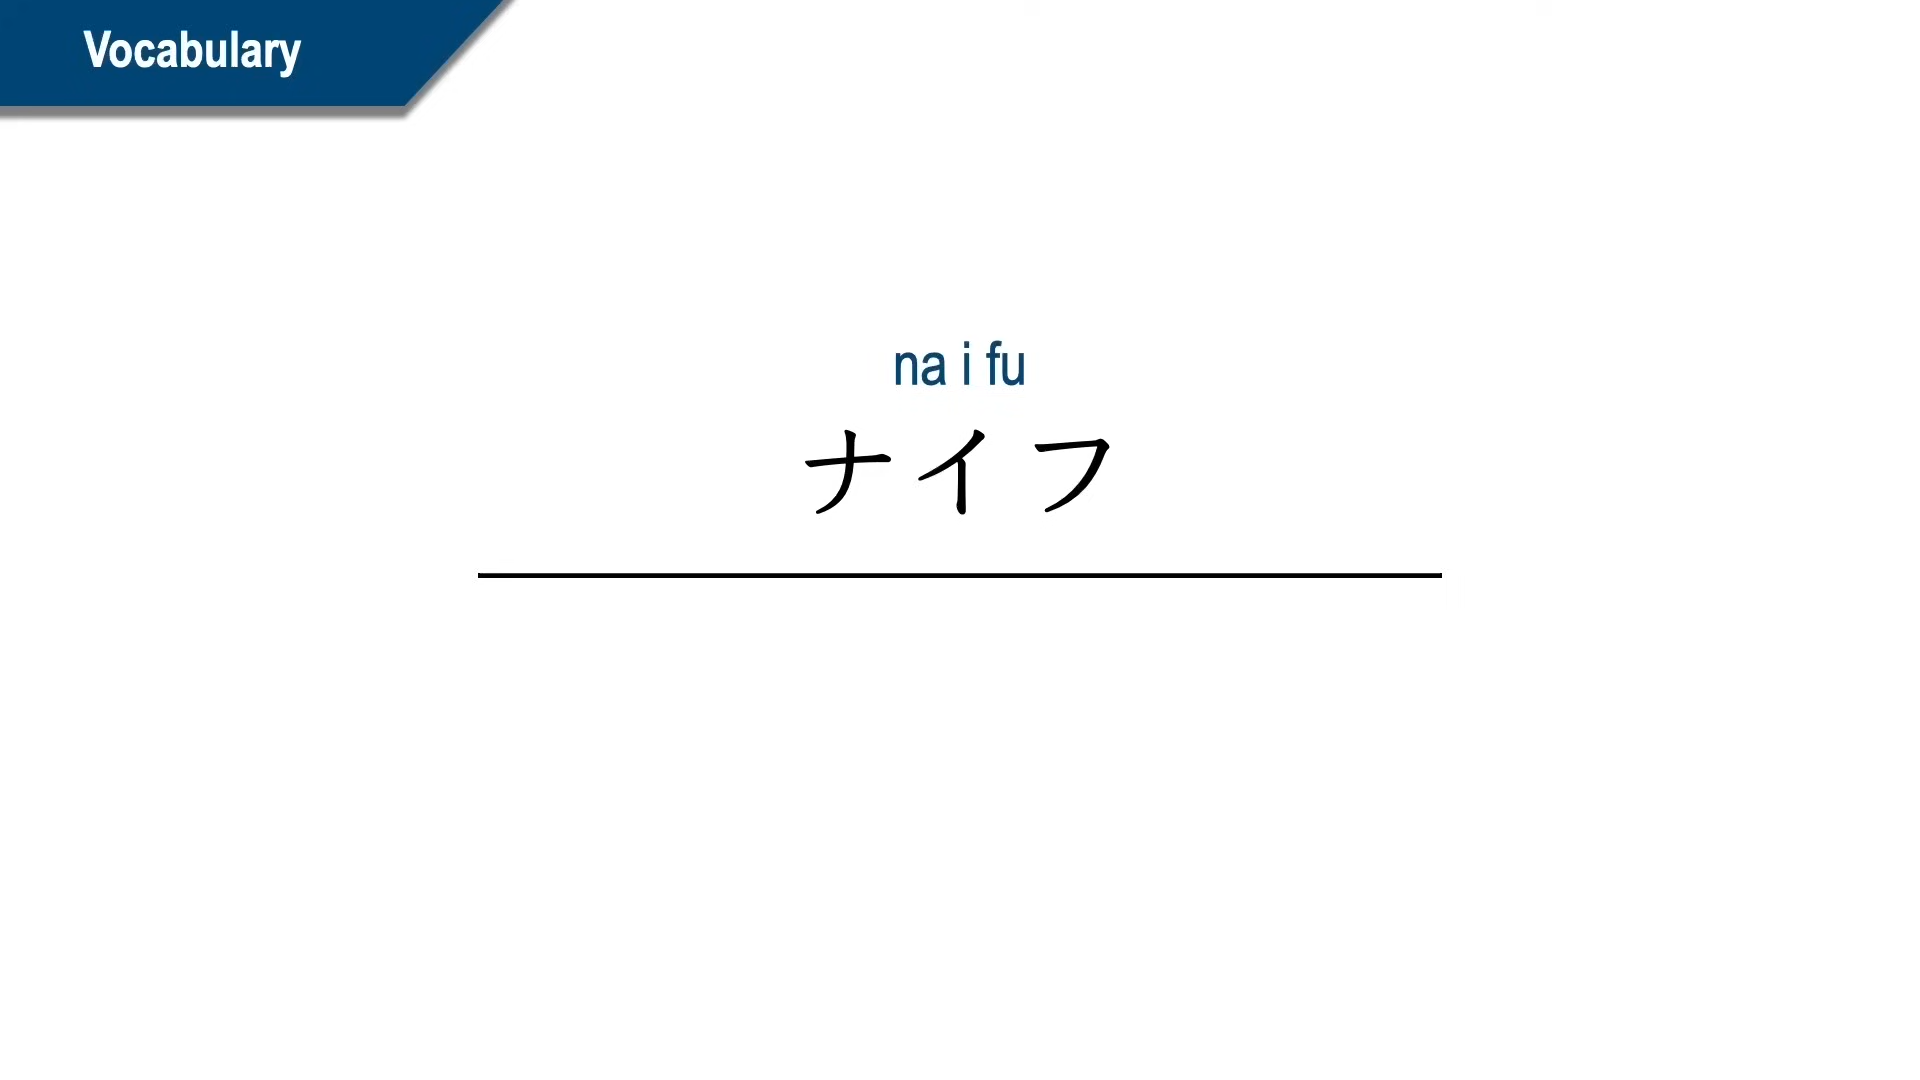 Vocabulary
na i fu
ナイフ